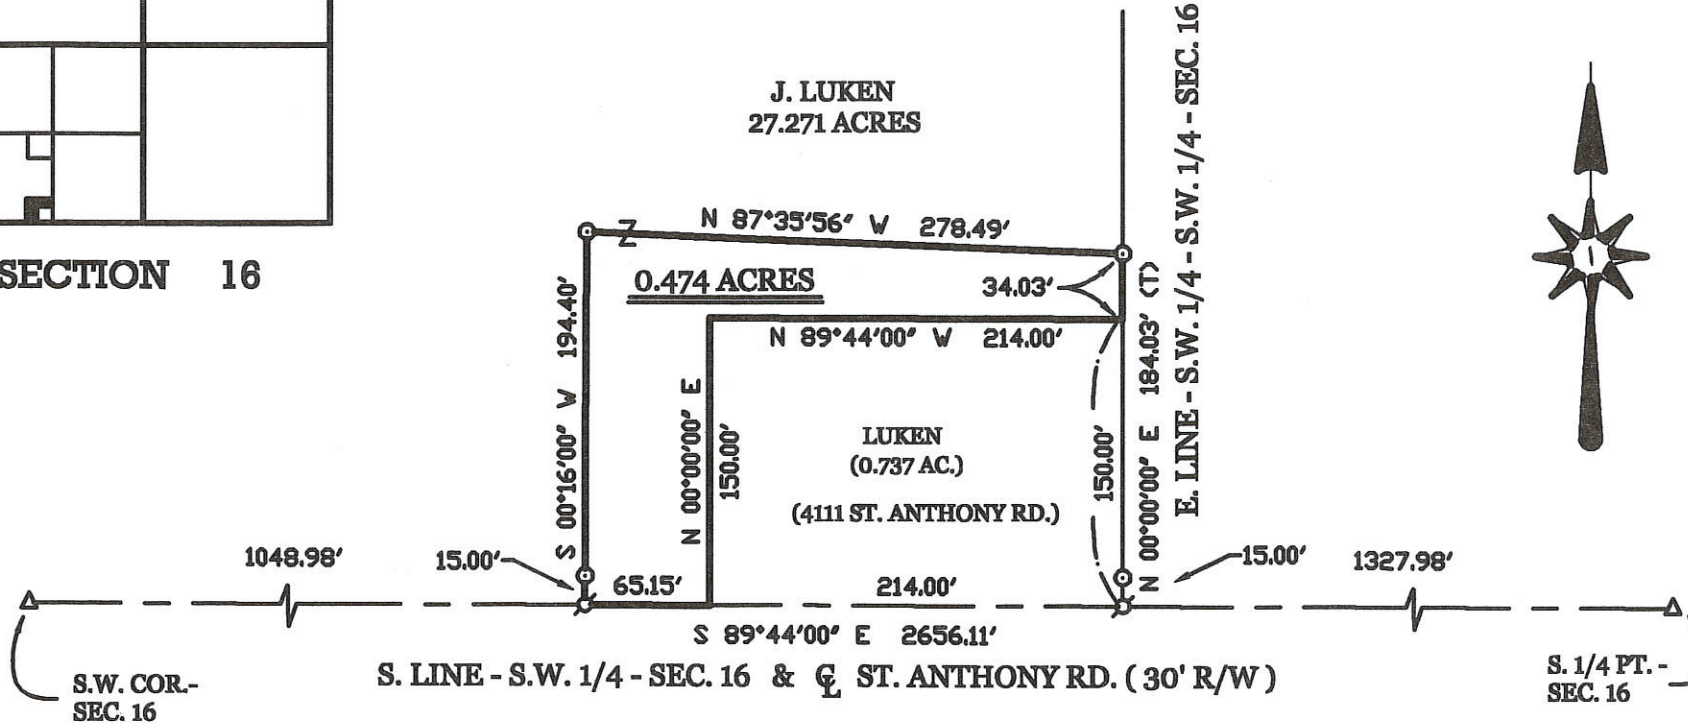 SECTION 16
J. LUKEN
27.271 ACRES
E. LINE - S.W. 1/4 - S.W. 1/4 - SEC. 16
N 87°35'56" W 278.49'
Z
0.474 ACRES
34.03'
N 89°44'00" W 214.00'
S 00°16'00" W 194.40'
N 00°00'00" E
150.00'
LUKEN
(0.737 AC.)
(4111 ST. ANTHONY RD.)
150.00'
N 00°00'00" E 184.03' (T)
1048.98'
15.00'
65.15'
214.00'
15.00'
1327.98'
S 89°44'00" E 2656.11'
S. LINE - S.W. 1/4 - SEC. 16 & ℄ ST. ANTHONY RD. ( 30' R/W )
S.W. COR.-
SEC. 16
S. 1/4 PT. -
SEC. 16